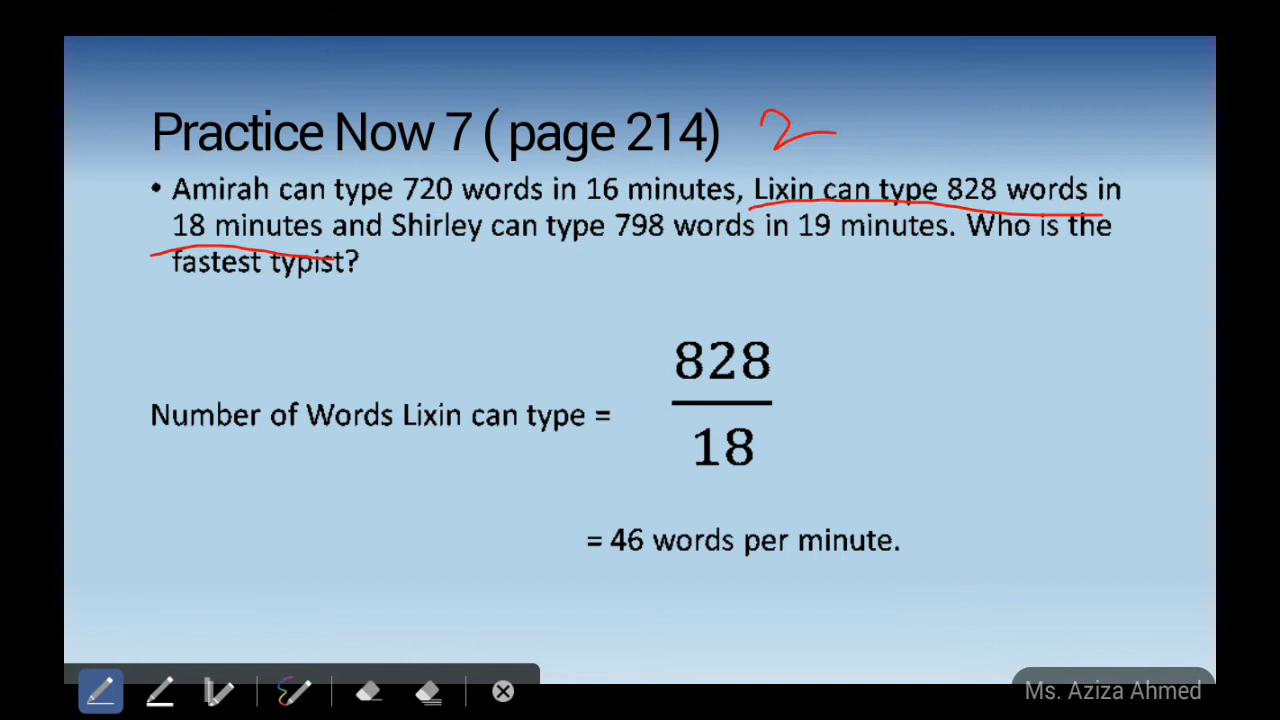 Practice Now 7 ( page 214) 2
• Amirah can type 720 words in 16 minutes, Lixin can type 828 words in
18 minutes and Shirley can type 798 words in 19 minutes. Who is the
fastest typist?
828
Number of Words Lixin can type =
18
= 46 words per minute.
Ms. Aziza Ahmed